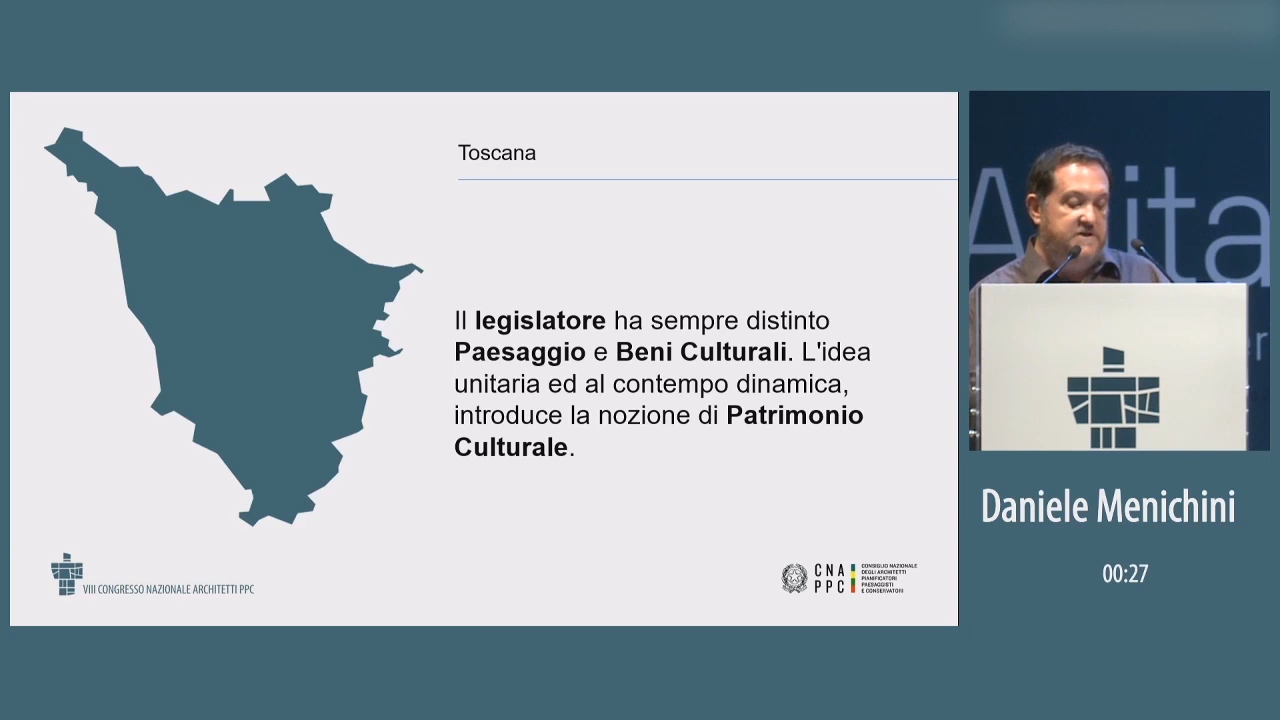 Toscana
Il legislatore ha sempre distinto
Paesaggio e Beni Culturali. L'idea
unitaria ed al contempo dinamica,
introduce la nozione di Patrimonio
Culturale.
VIII CONGRESSO NAZIONALE ARCHITETTI PPC
CNA
PPC
CONSIGLIO NAZIONALE
DEGLI ARCHITETTI
PIANIFICATORI
PAESAGGISTI
E CONSERVATORI
Daniele Menichini
00:27